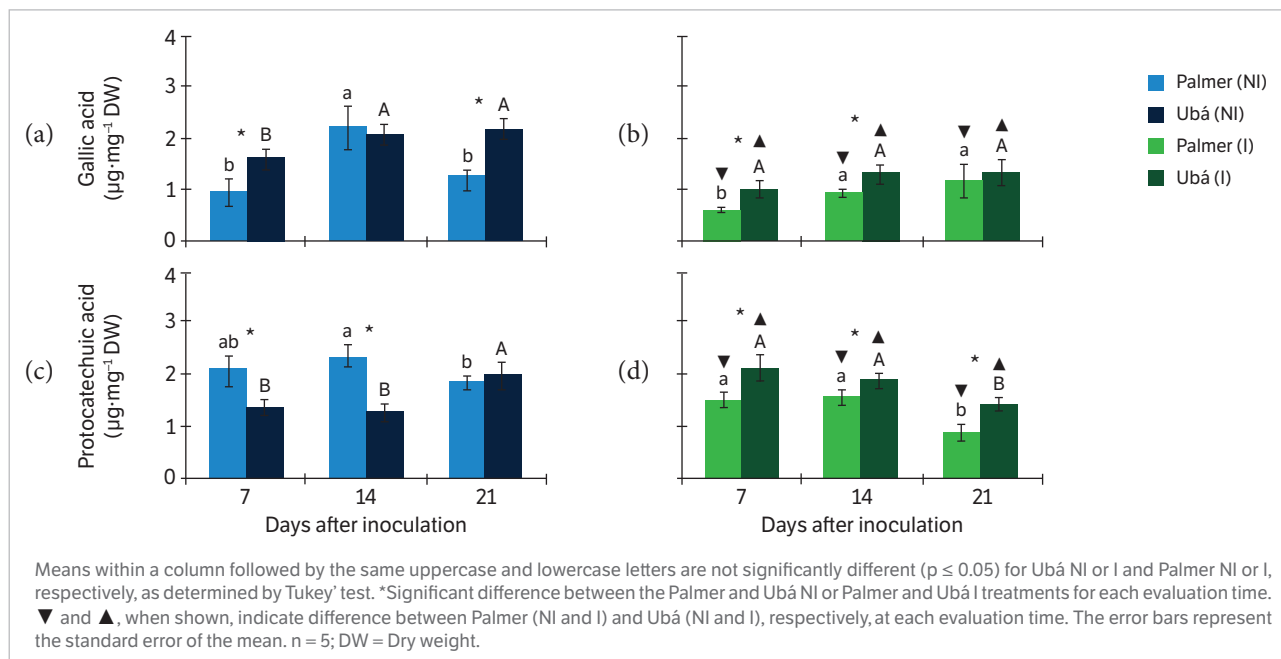 (a)
Gallic acid
(µg·mg⁻¹ DW)
4
3
2
1
0
* b B
a A
* b A
(b)
▼ b * ▲ A
▼ a * ▲ A
▼ a ▲ A
Palmer (NI)
Ubá (NI)
Palmer (I)
Ubá (I)
(c)
Protocatechuic acid
(µg·mg⁻¹ DW)
4
3
2
1
0
ab * B
a * B
b A
(d)
▼ a * ▲ A
▼ a * ▲ A
▼ b * ▲ B
7 14 21
Days after inoculation
7 14 21
Days after inoculation
Means within a column followed by the same uppercase and lowercase letters are not significantly different (p ≤ 0.05) for Ubá NI or I and Palmer NI or I,
respectively, as determined by Tukey’ test. *Significant difference between the Palmer and Ubá NI or Palmer and Ubá I treatments for each evaluation time.
▼ and ▲, when shown, indicate difference between Palmer (NI and I) and Ubá (NI and I), respectively, at each evaluation time. The error bars represent
the standard error of the mean. n = 5; DW = Dry weight.